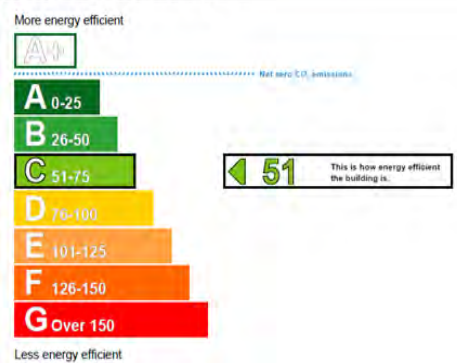 More energy efficient
A+
Net zero CO₂ emissions
A 0-25
B 26-50
C 51-75
51
This is how energy efficient
the building is.
D 76-100
E 101-125
F 126-150
G Over 150
Less energy efficient